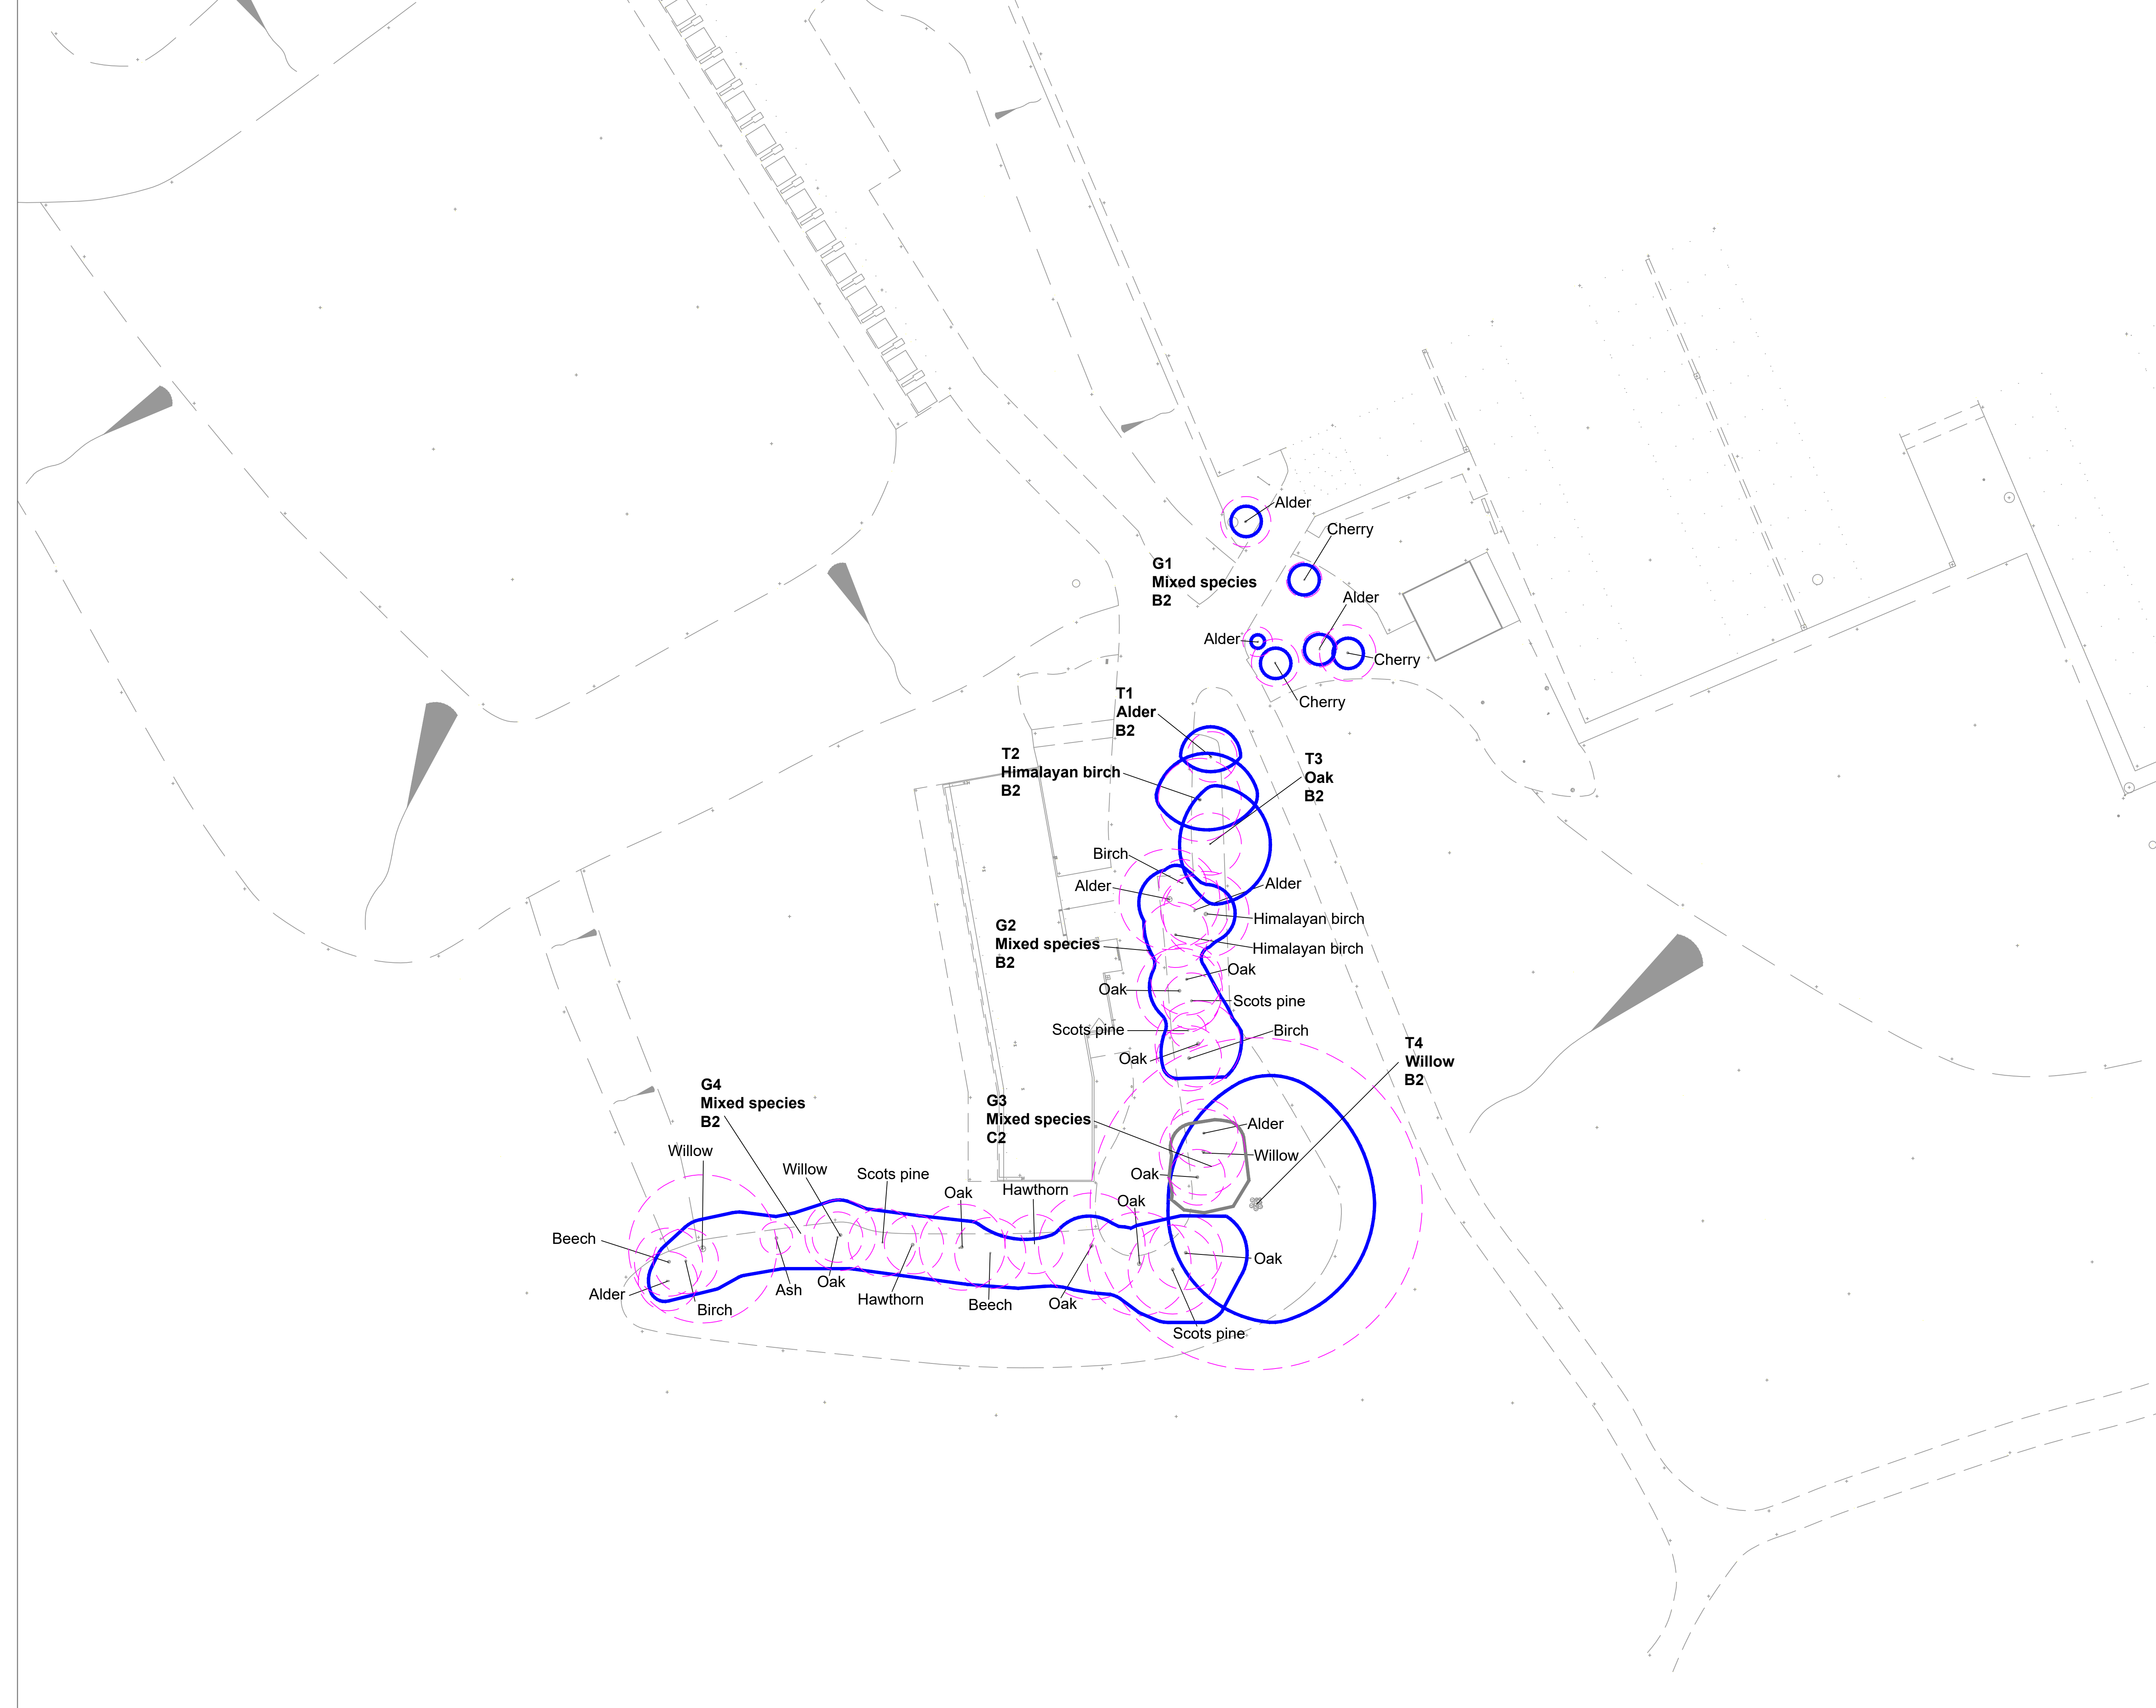 Alder
Cherry
G1
Mixed species
B2
Alder
Alder
Cherry
Cherry
T1
Alder
B2
T2
Himalayan birch
B2
T3
Oak
B2
Birch
Alder
Alder
Himalayan birch
G2
Mixed species
B2
Himalayan birch
Oak
Oak
Scots pine
Scots pine
Birch
Oak
T4
Willow
B2
G4
Mixed species
B2
G3
Mixed species
C2
Alder
Willow
Willow
Willow
Scots pine
Oak
Oak
Hawthorn
Oak
Beech
Oak
Alder
Birch
Ash
Oak
Hawthorn
Beech
Oak
Scots pine